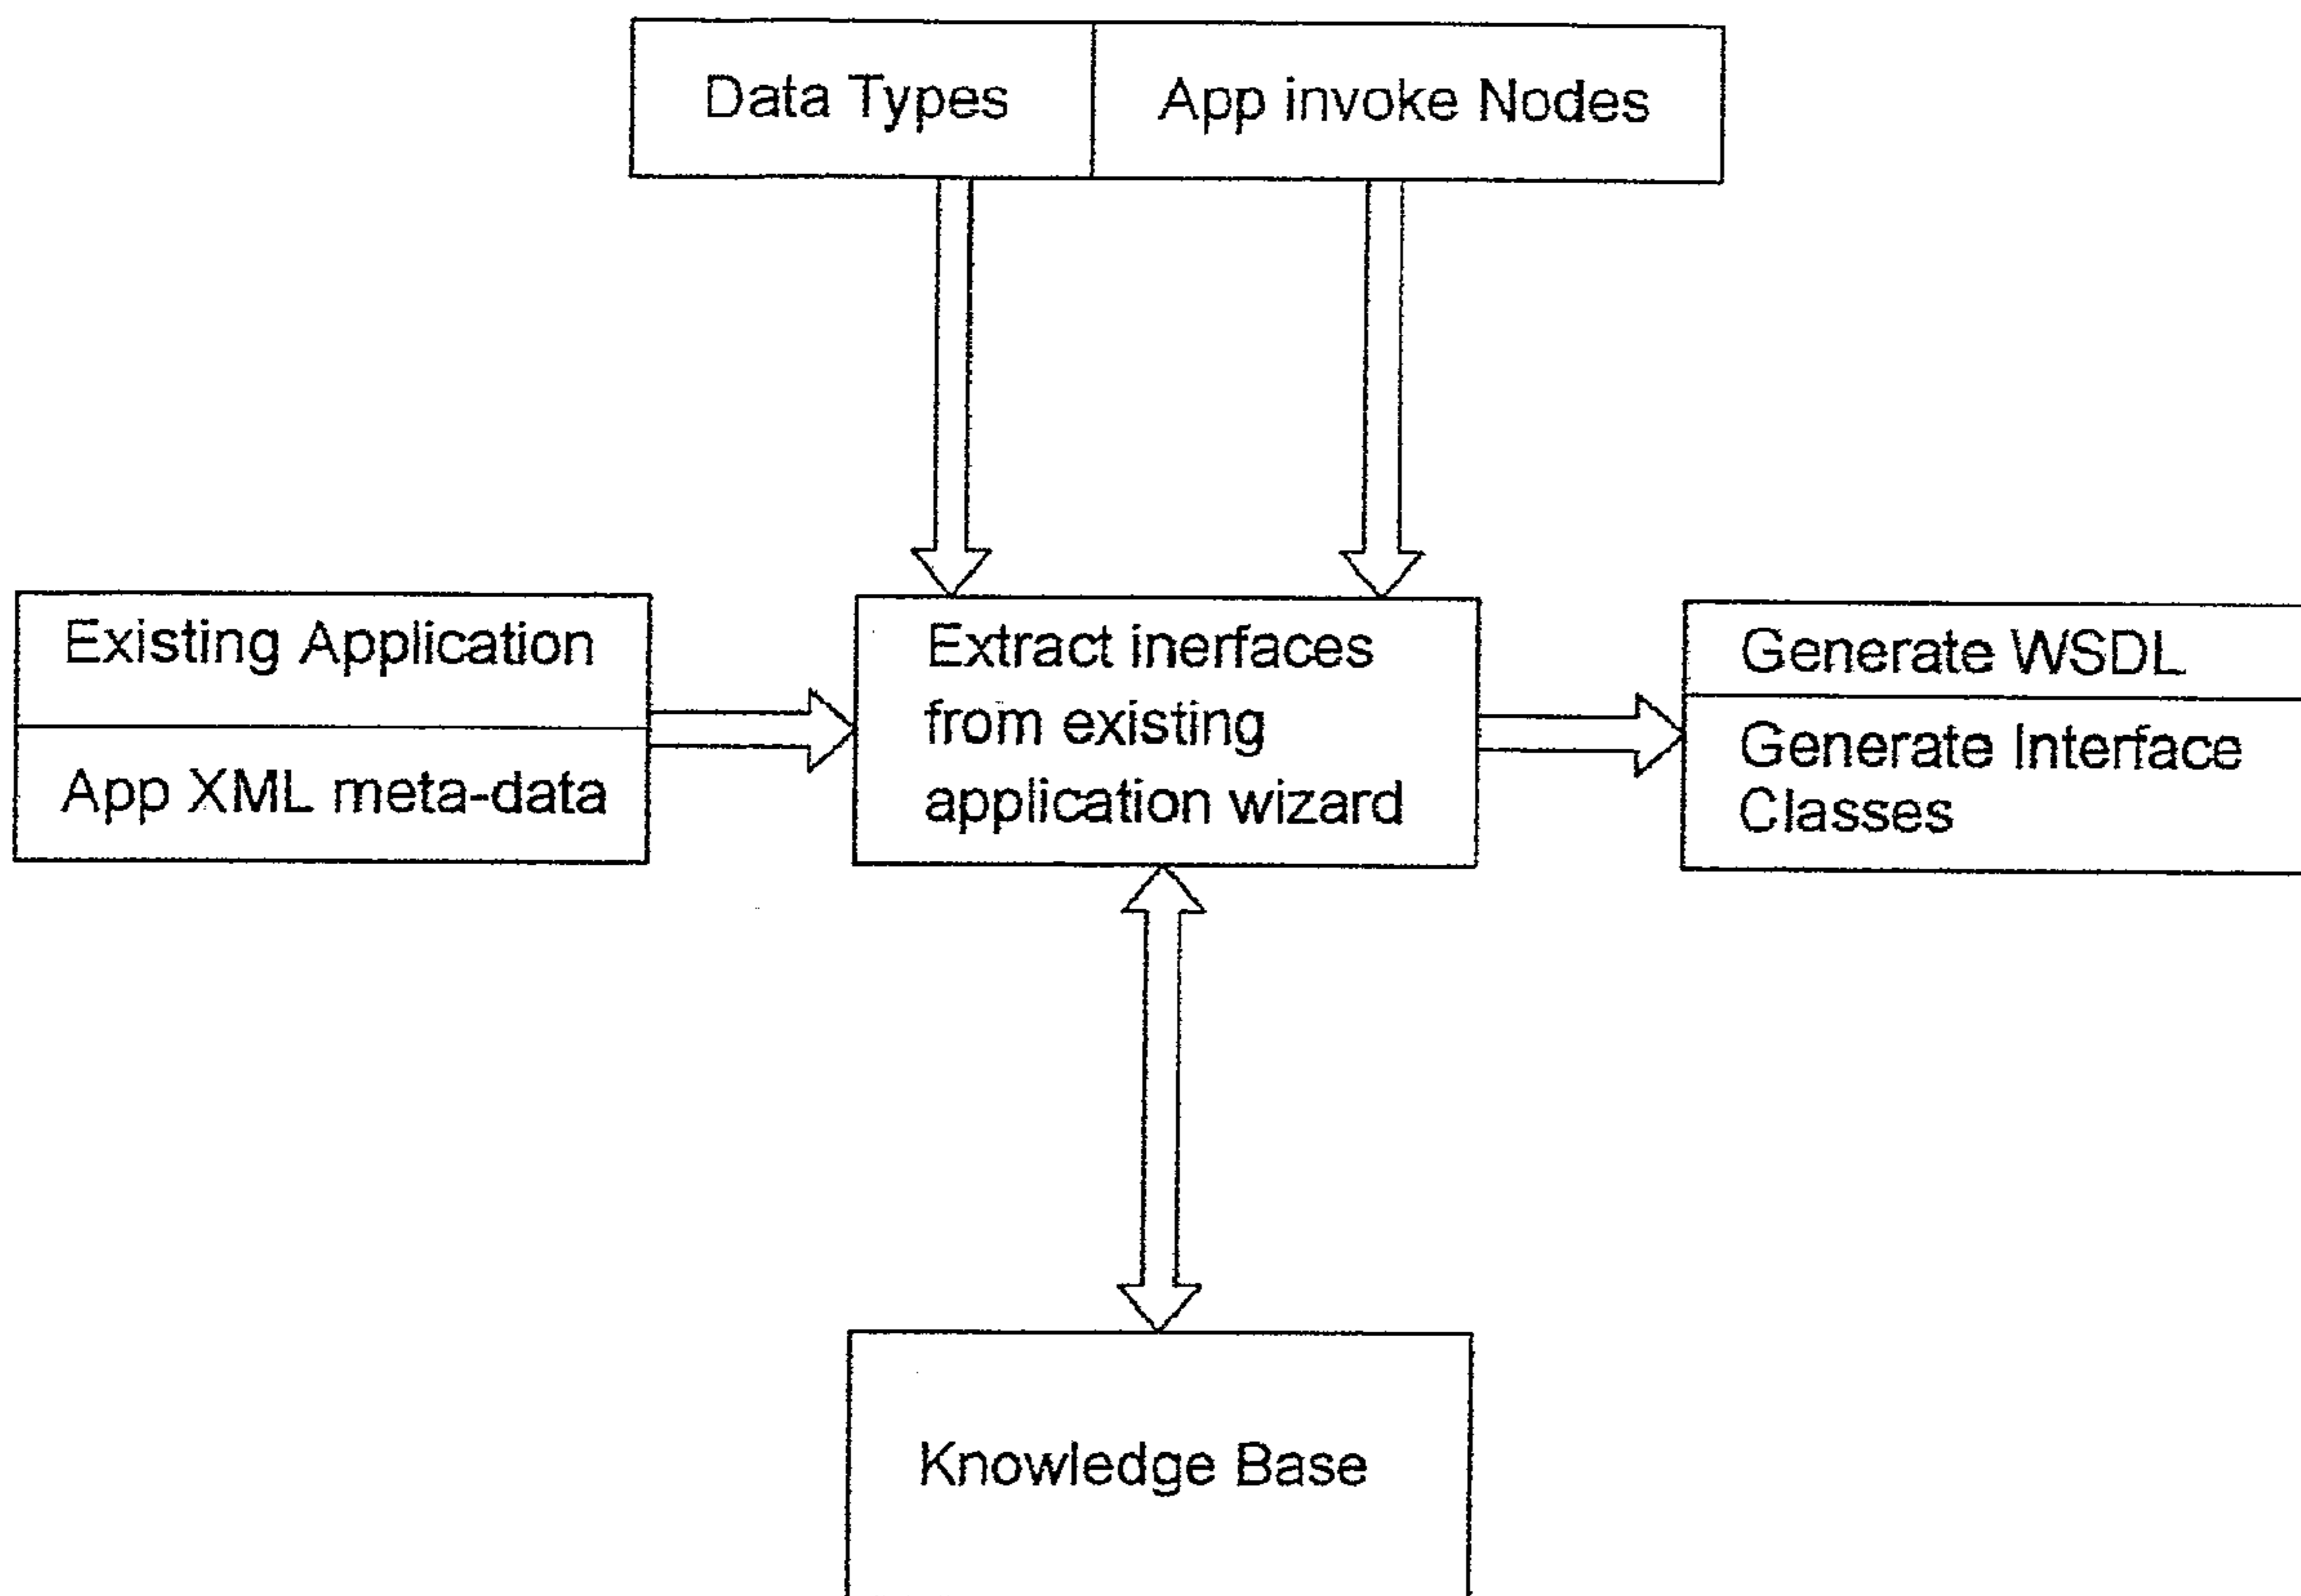 Data Types
App invoke Nodes
Existing Application
App XML meta-data
Extract inerfaces
from existing
application wizard
Generate WSDL
Generate Interface
Classes
Knowledge Base